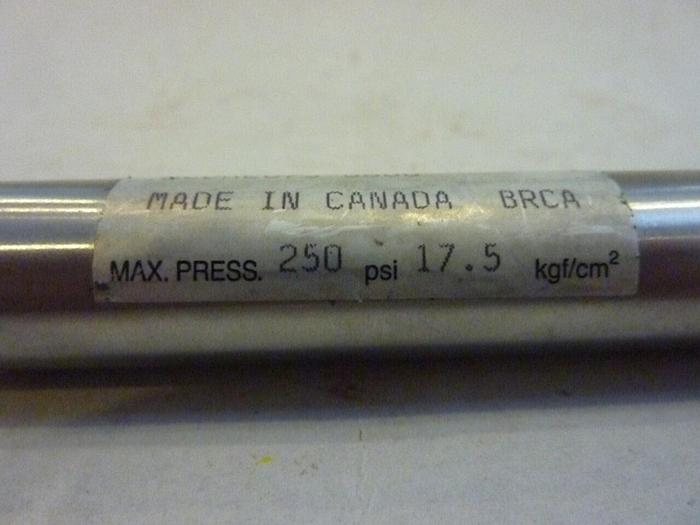 MADE IN CANADA BRCA
MAX. PRESS. 250 psi 17.5 kgf/cm²